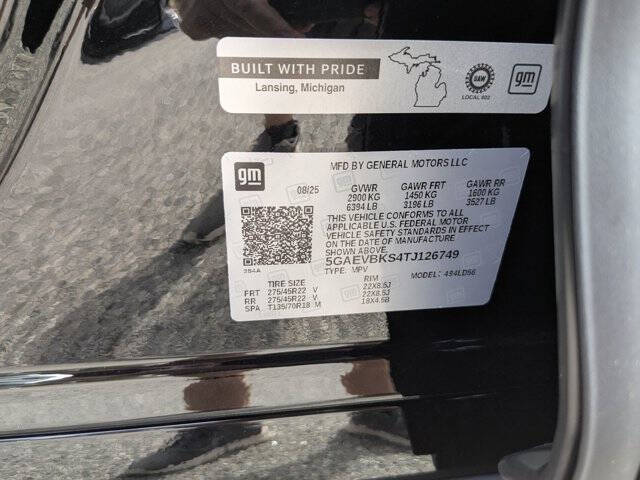 BUILT WITH PRIDE
Lansing, Michigan
UAW
LOCAL 602
gm
gm
MFD BY GENERAL MOTORS LLC
08/25 GVWR GAWR FRT GAWR RR
2900 KG 1450 KG 1600 KG
6394 LB 3196 LB 3527 LB
THIS VEHICLE CONFORMS TO ALL
APPLICABLE U.S. FEDERAL MOTOR
VEHICLE SAFETY STANDARDS IN EFFECT
ON THE DATE OF MANUFACTURE
SHOWN ABOVE.
5GAEVBKS4TJ126749
TYPE: MPV MODEL: 494LD56
284A
TIRE SIZE RIM
FRT 275/45R22 V 22X8.5J
RR 275/45R22 V 22X8.5J
SPA T135/70R18 M 18X4.5B